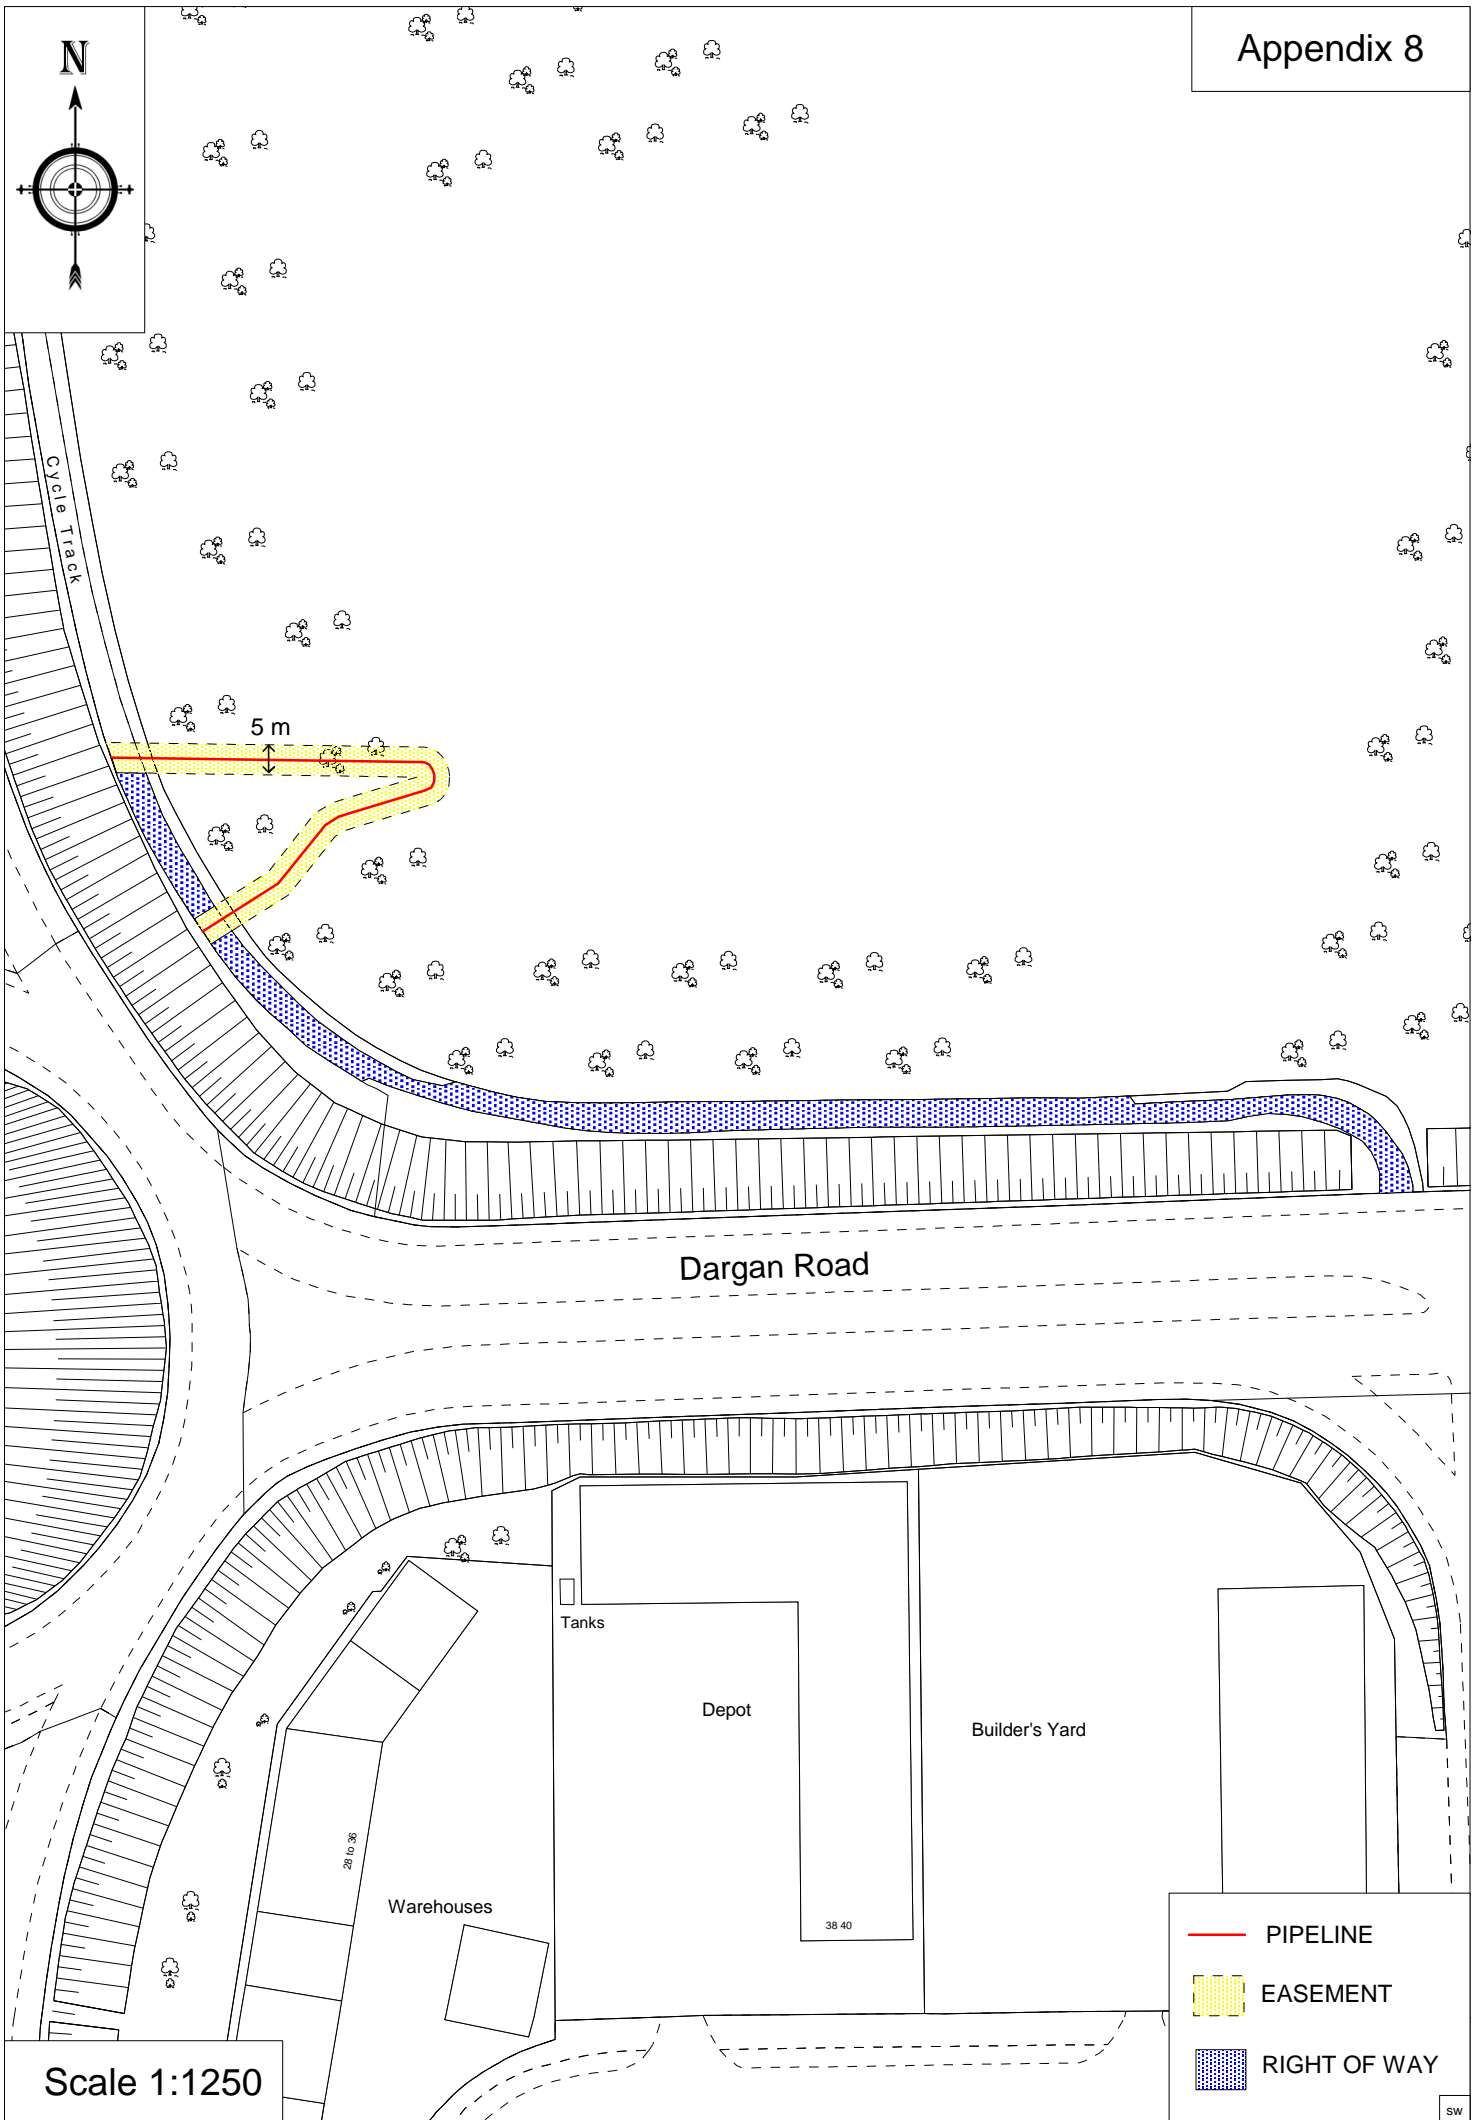 Appendix 8
N
Cycle Track
5 m
Dargan Road
Tanks
Depot
Builder's Yard
28 to 36
Warehouses
38 40
PIPELINE
EASEMENT
RIGHT OF WAY
Scale 1:1250
sw